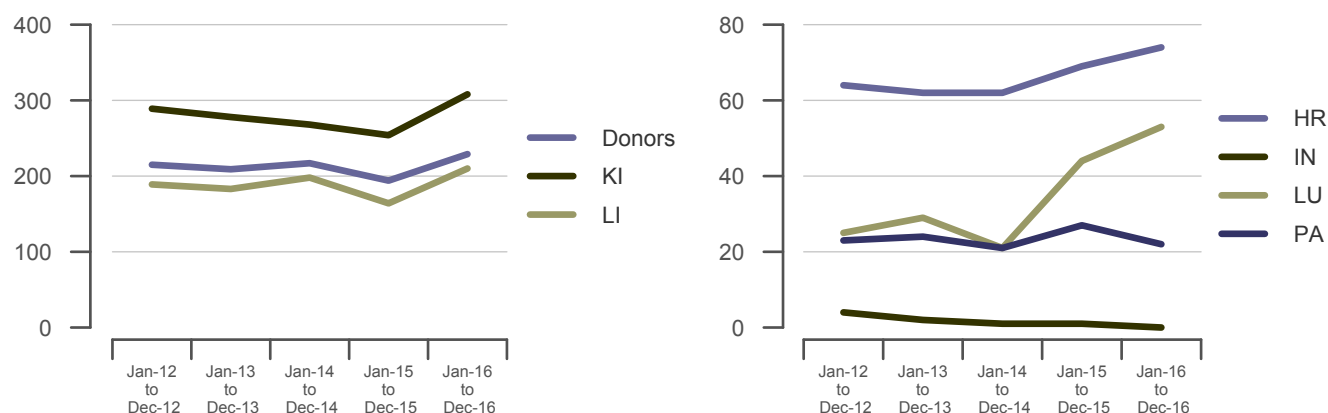 400
300
200
100
0
Jan-12
to
Dec-12
Jan-13
to
Dec-13
Jan-14
to
Dec-14
Jan-15
to
Dec-15
Jan-16
to
Dec-16
Donors
KI
LI
80
60
40
20
0
Jan-12
to
Dec-12
Jan-13
to
Dec-13
Jan-14
to
Dec-14
Jan-15
to
Dec-15
Jan-16
to
Dec-16
HR
IN
LU
PA